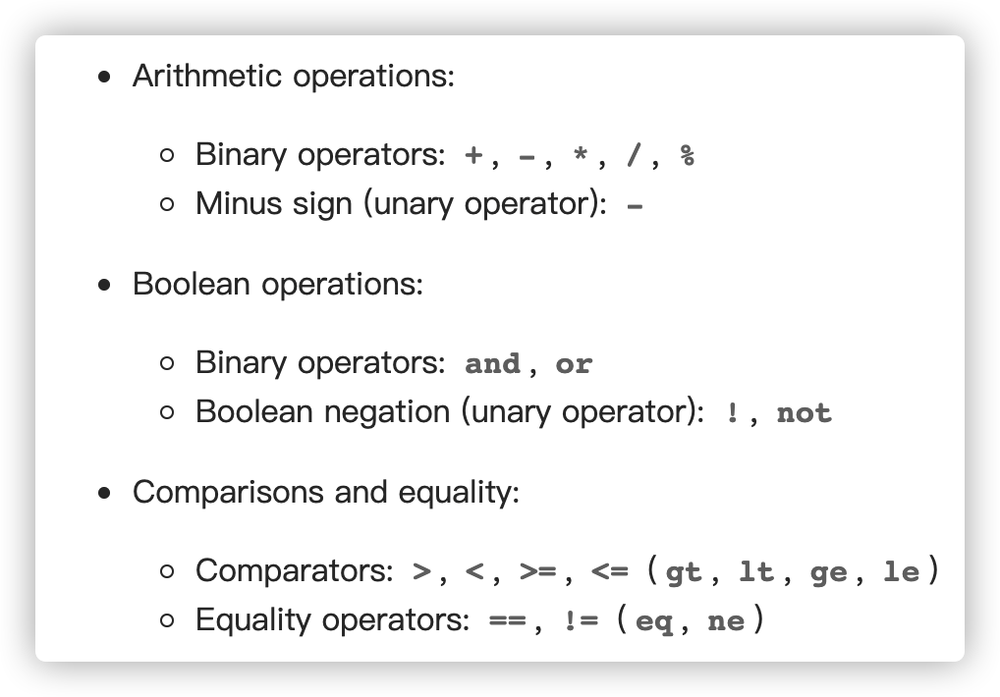 • Arithmetic operations:
◦ Binary operators: +, -, *, /, %
◦ Minus sign (unary operator): -
• Boolean operations:
◦ Binary operators: and, or
◦ Boolean negation (unary operator): !, not
• Comparisons and equality:
◦ Comparators: >, <, >=, <= (gt, lt, ge, le)
◦ Equality operators: ==, != (eq, ne)